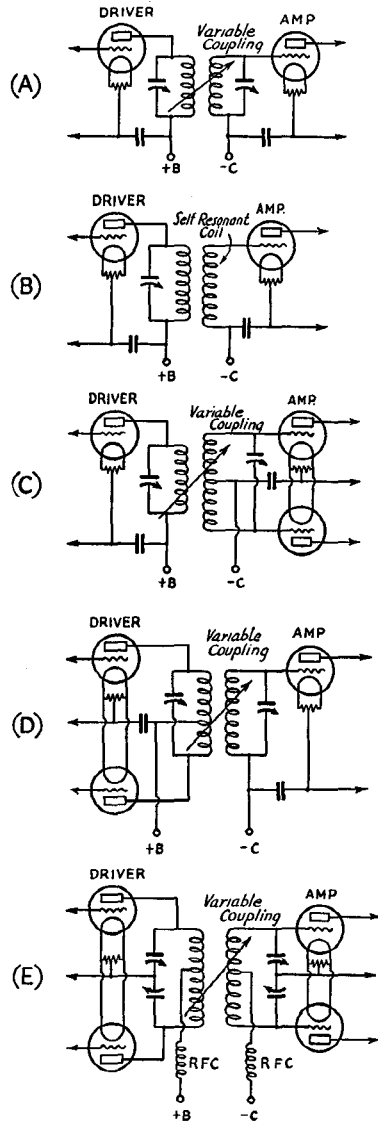 DRIVER
Variable
Coupling
AMP
(A)
+B
-C
DRIVER
Self Resonant
Coil
AMP.
(B)
+B
-C
DRIVER
Variable
Coupling
AMP.
(C)
+B
-C
DRIVER
Variable
Coupling
AMP
(D)
+B
-C
DRIVER
Variable
Coupling
AMP
(E)
RFC
RFC
+B
-C